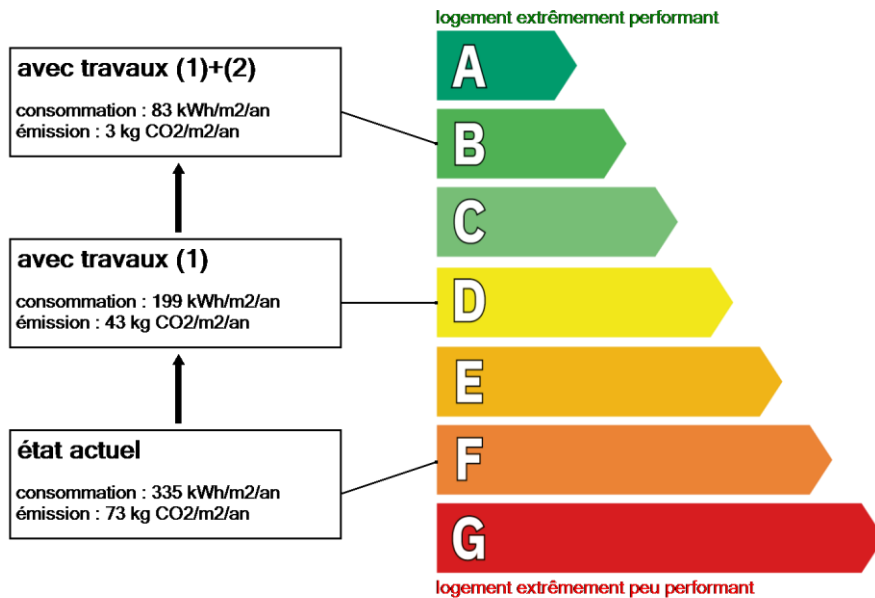 logement extrêmement performant
avec travaux (1)+(2)
consommation : 83 kWh/m2/an
émission : 3 kg CO2/m2/an
avec travaux (1)
consommation : 199 kWh/m2/an
émission : 43 kg CO2/m2/an
état actuel
consommation : 335 kWh/m2/an
émission : 73 kg CO2/m2/an
A
B
C
D
E
F
G
logement extrêmement peu performant